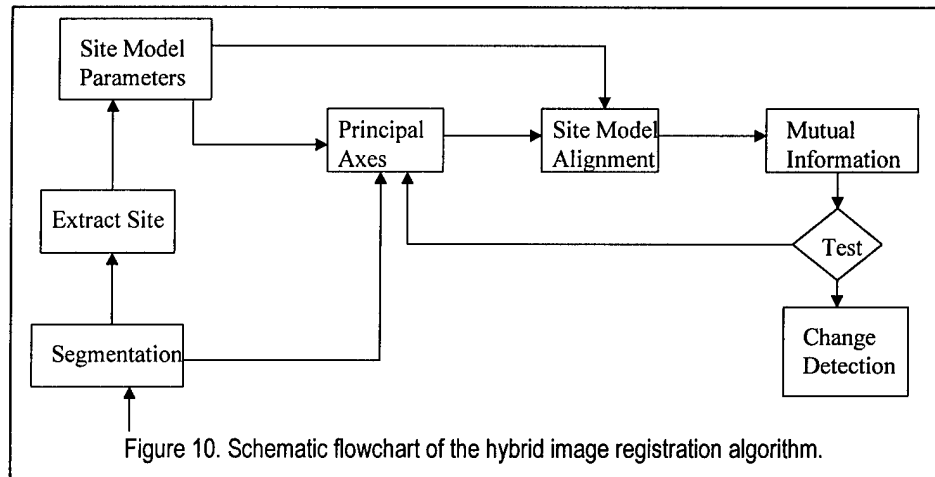 Site Model
Parameters
Principal
Axes
Site Model
Alignment
Mutual
Information
Extract Site
Test
Segmentation
Change
Detection
Figure 10. Schematic flowchart of the hybrid image registration algorithm.